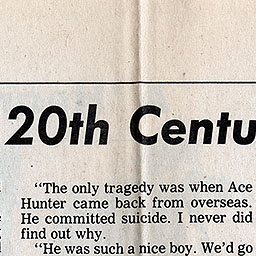 20th Centu
"The only tragedy was when Ace
Hunter came back from overseas.
He committed suicide. I never did
find out why.
"He was such a nice boy. We'd go